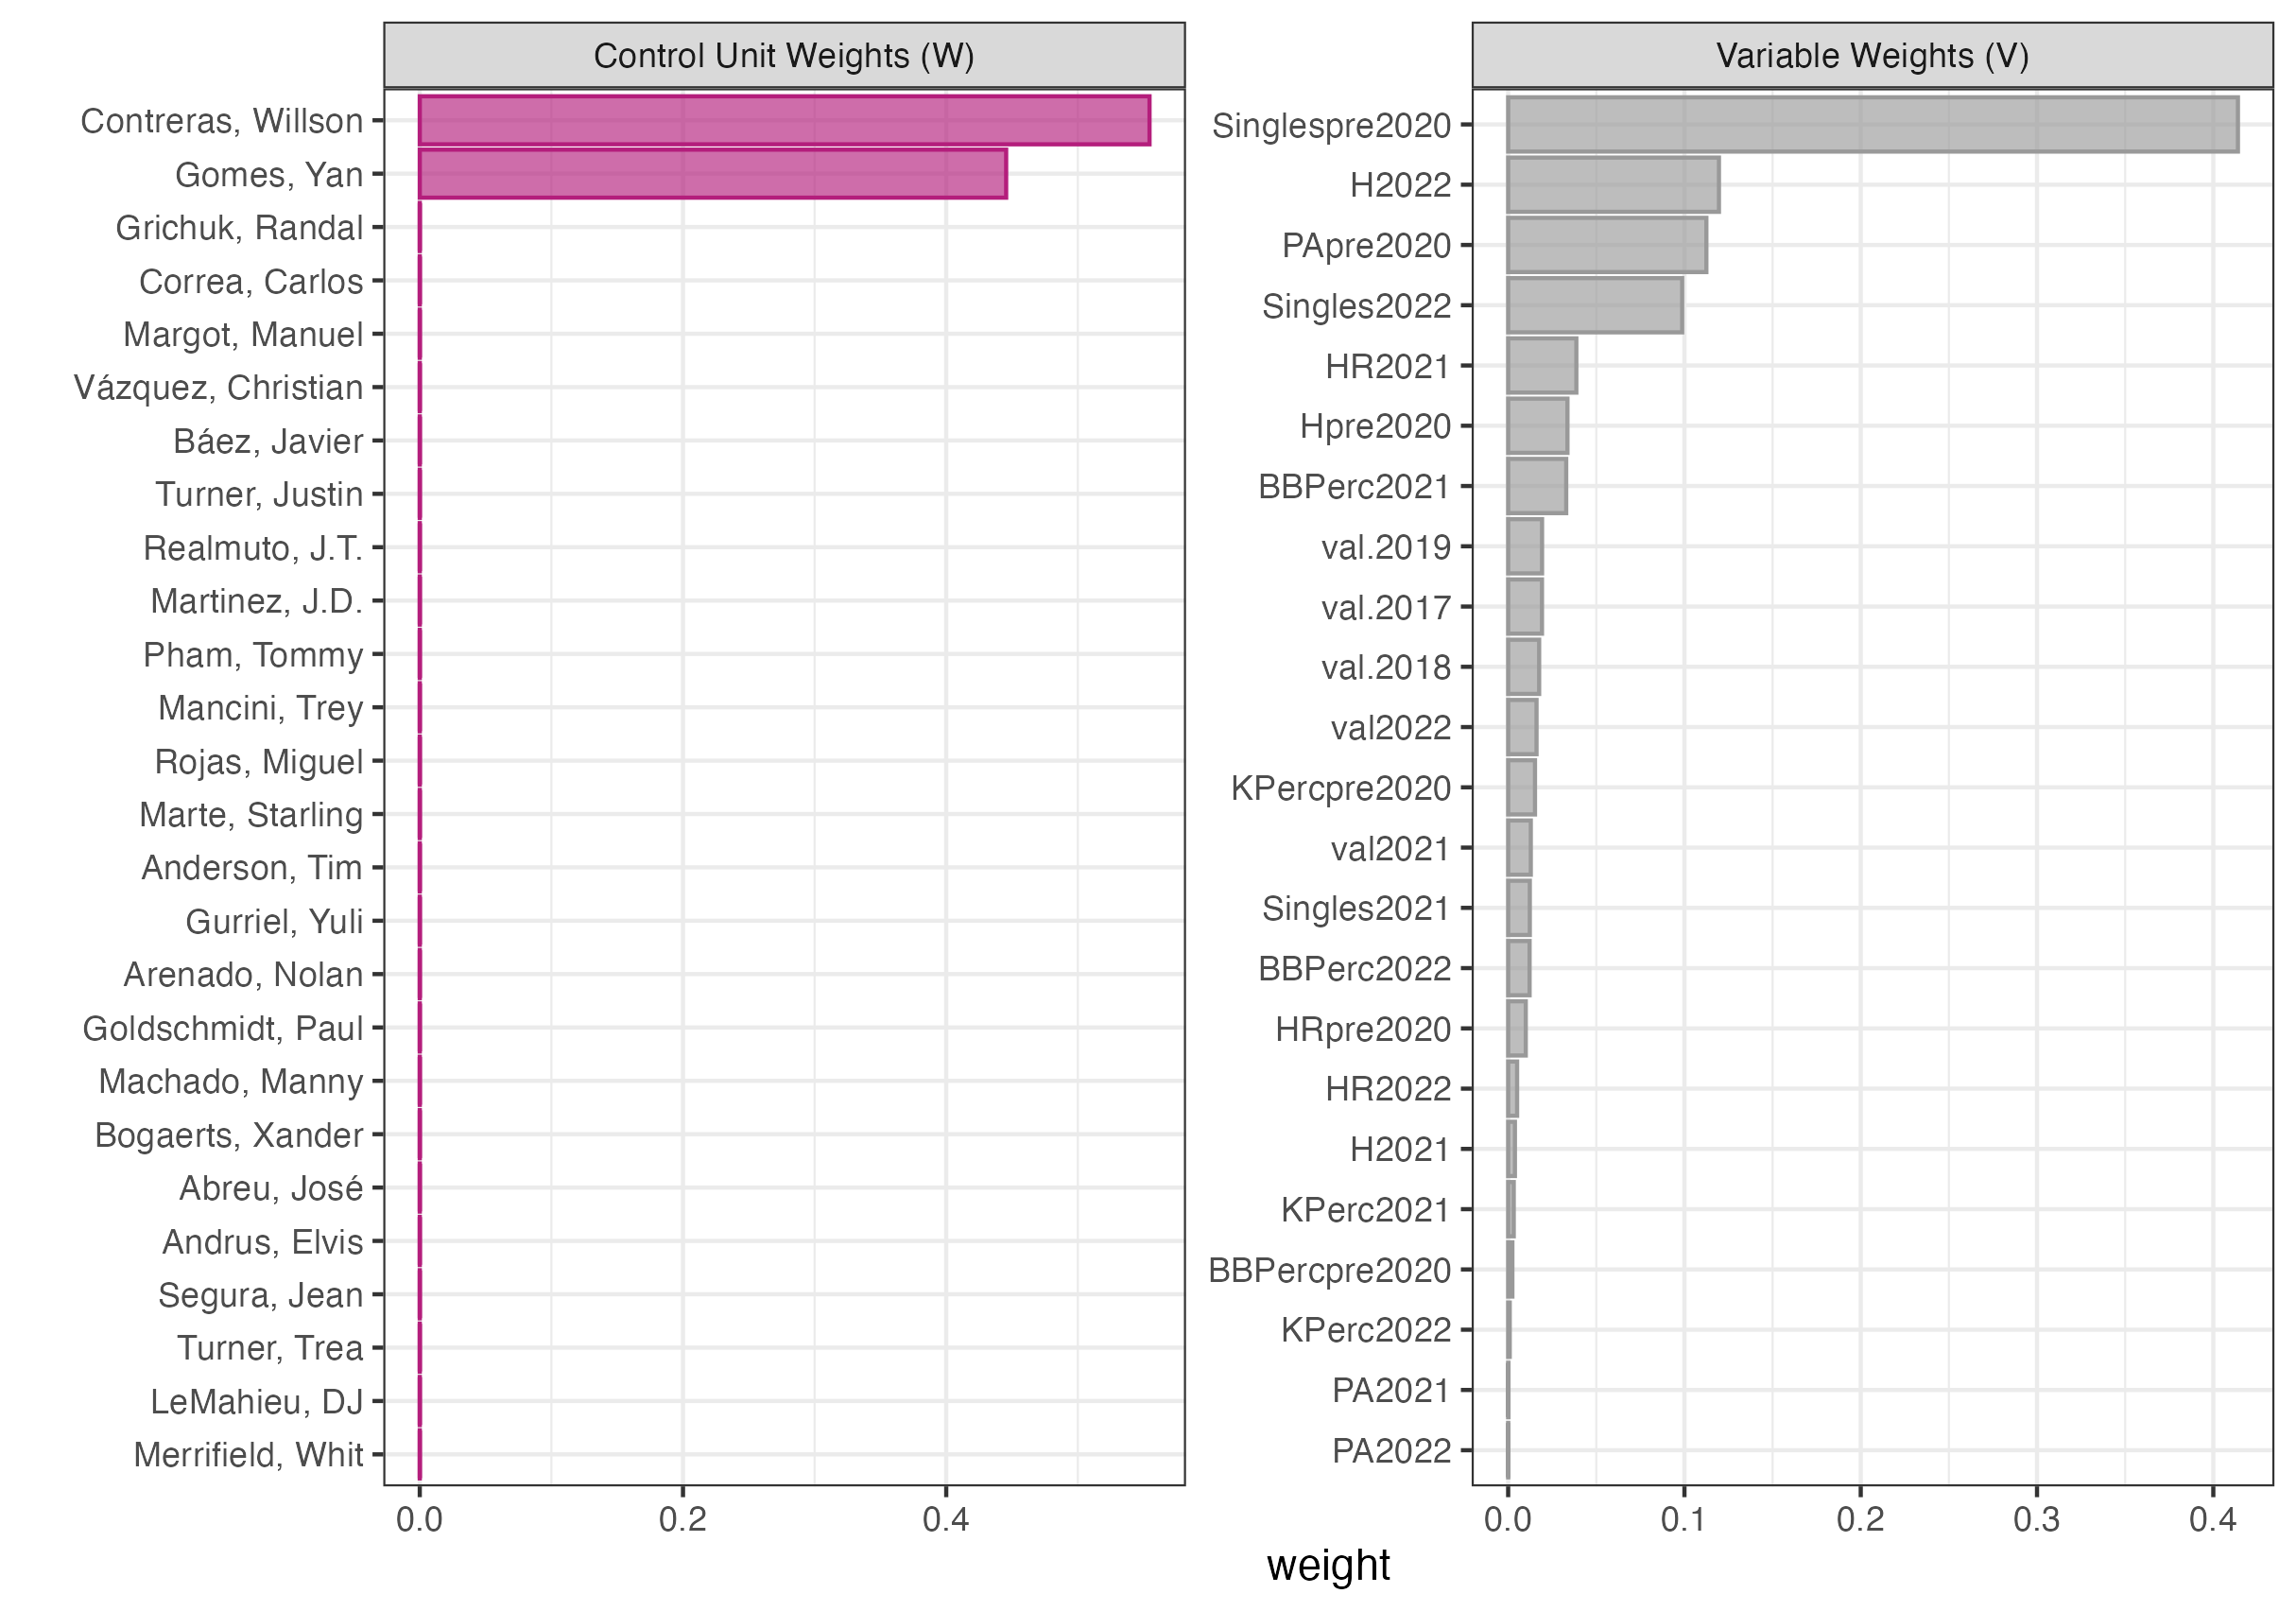 Control Unit Weights (W)
Contreras, Willson
Gomes, Yan
Grichuk, Randal
Correa, Carlos
Margot, Manuel
Vázquez, Christian
Báez, Javier
Turner, Justin
Realmuto, J.T.
Martinez, J.D.
Pham, Tommy
Mancini, Trey
Rojas, Miguel
Marte, Starling
Anderson, Tim
Gurriel, Yuli
Arenado, Nolan
Goldschmidt, Paul
Machado, Manny
Bogaerts, Xander
Abreu, José
Andrus, Elvis
Segura, Jean
Turner, Trea
LeMahieu, DJ
Merrifield, Whit
0.0 0.2 0.4
Variable Weights (V)
Singlespre2020
H2022
PApre2020
Singles2022
HR2021
Hpre2020
BBPerc2021
val.2019
val.2017
val.2018
val2022
KPercpre2020
val2021
Singles2021
BBPerc2022
HRpre2020
HR2022
H2021
KPerc2021
BBPercpre2020
KPerc2022
PA2021
PA2022
0.0 0.1 0.2 0.3 0.4
weight